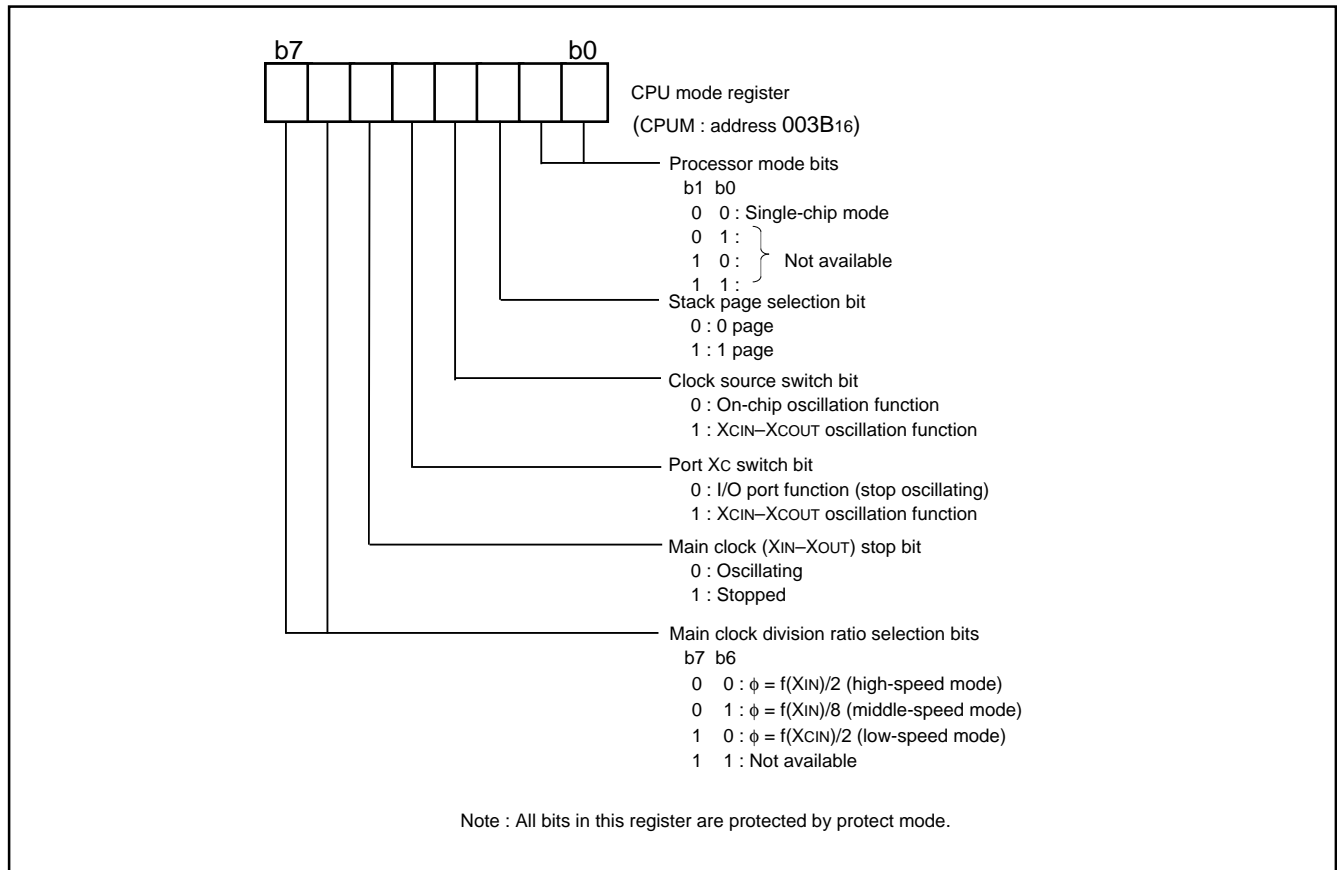 b7 b0
CPU mode register
(CPUM : address 003B16)
Processor mode bits
b1 b0
0 0 : Single-chip mode
0 1 :
1 0 : Not available
1 1 :
Stack page selection bit
0 : 0 page
1 : 1 page
Clock source switch bit
0 : On-chip oscillation function
1 : XCIN–XCOUT oscillation function
Port XC switch bit
0 : I/O port function (stop oscillating)
1 : XCIN–XCOUT oscillation function
Main clock (XIN–XOUT) stop bit
0 : Oscillating
1 : Stopped
Main clock division ratio selection bits
b7 b6
0 0 : ϕ = f(XIN)/2 (high-speed mode)
0 1 : ϕ = f(XIN)/8 (middle-speed mode)
1 0 : ϕ = f(XCIN)/2 (low-speed mode)
1 1 : Not available
Note : All bits in this register are protected by protect mode.